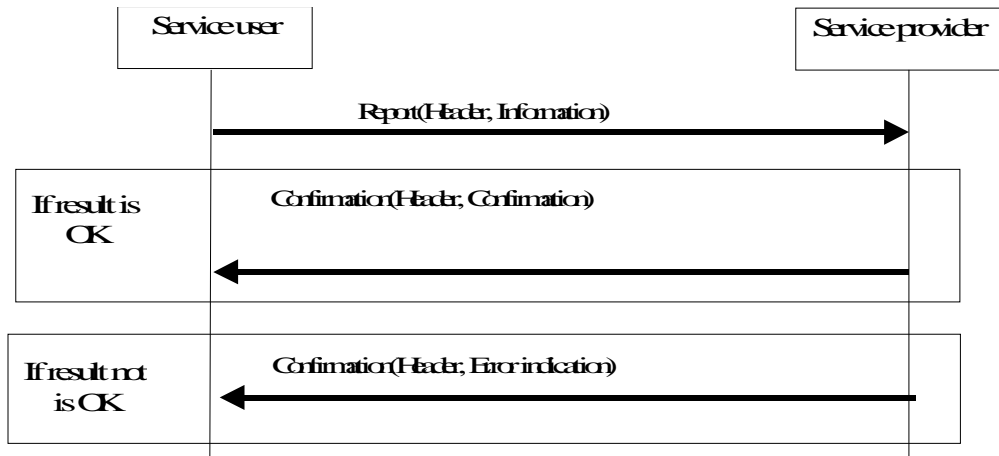 Service user
Service provider
Report(Header, Information)
If result is
OK
Confirmation(Header, Confirmation)
If result not
is OK
Confirmation(Header, Error indication)